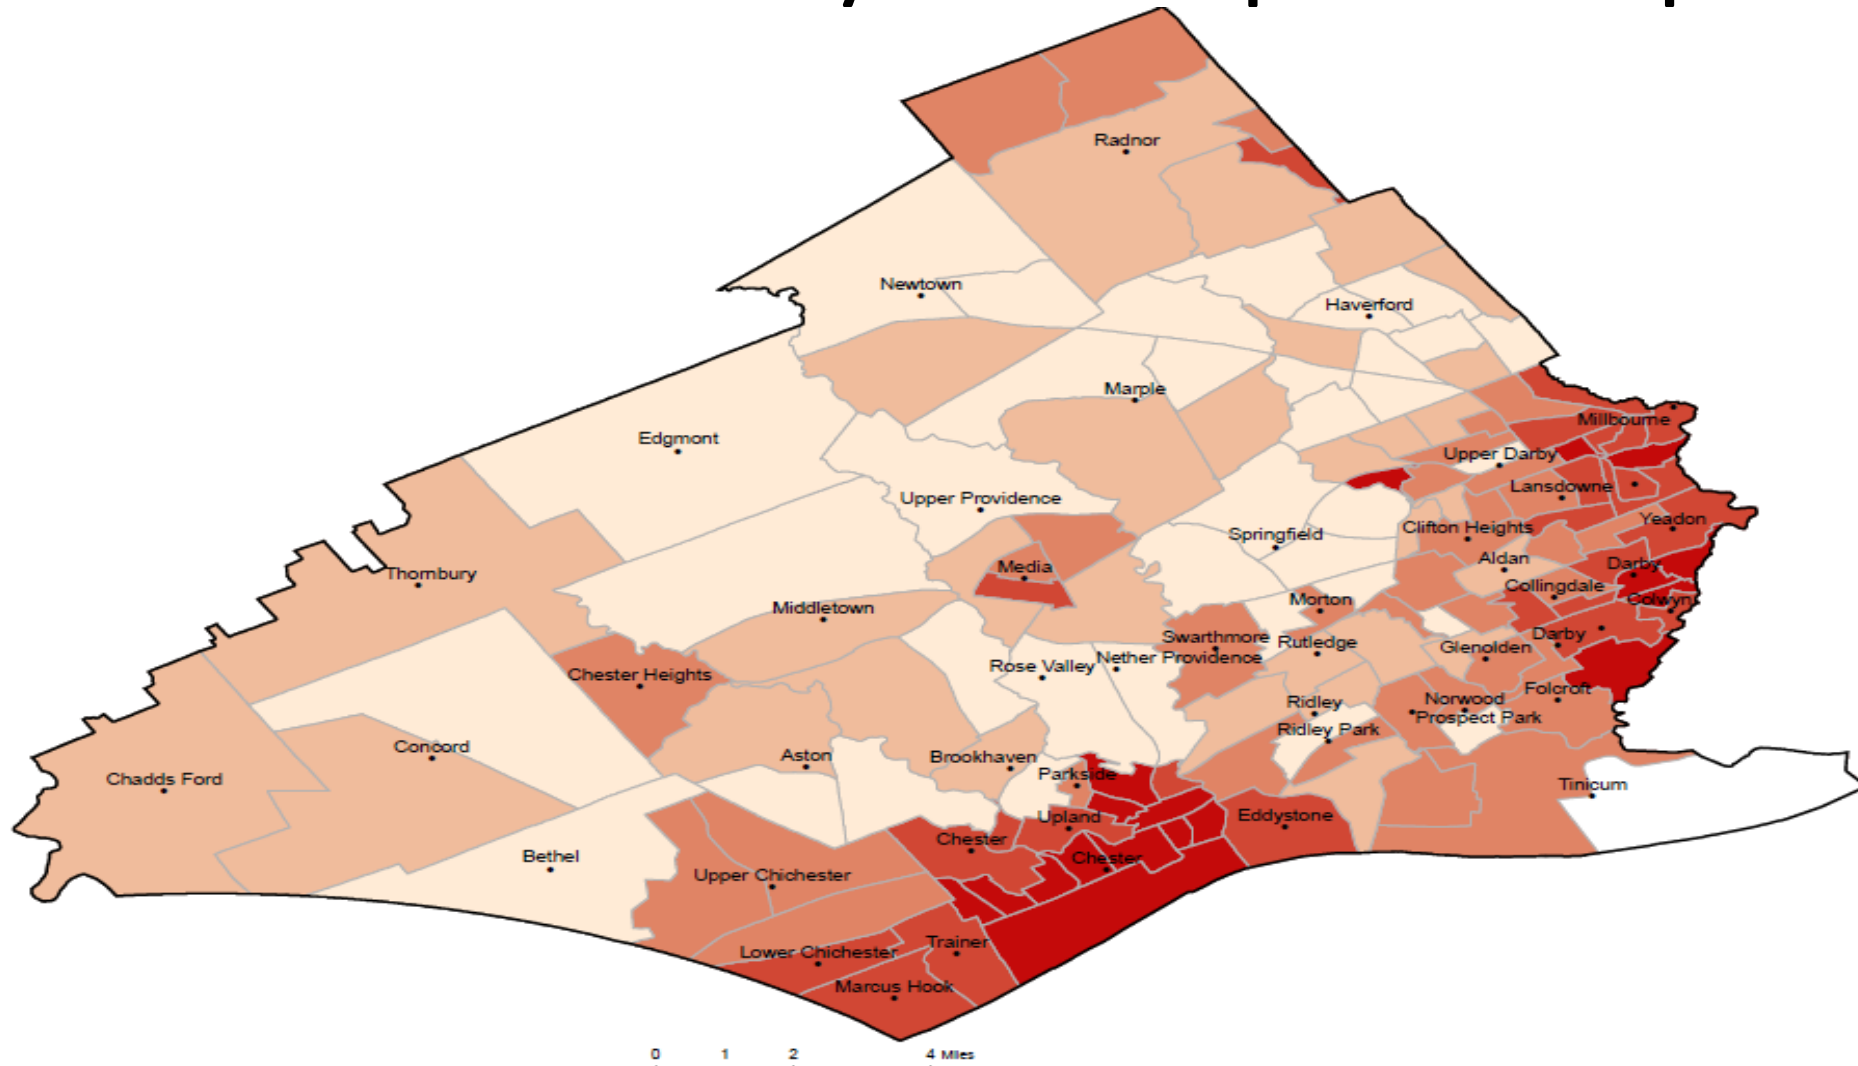 Radnor
Newtown
Haverford
Marple
Millbourne
Edgmont
Upper Darby
Lansdowne
Upper Providence
Yeadon
Clifton Heights
Springfield
Aldan
Media
Darby
Thornbury
Collingdale
Morton
Colwyn
Middletown
Swarthmore
Rutledge
Darby
Glenolden
Nether Providence
Rose Valley
Chester Heights
Folcroft
Norwood
Ridley
Prospect Park
Ridley Park
Concord
Aston
Brookhaven
Parkside
Chadds Ford
Tinicum
Upland
Eddystone
Chester
Chester
Bethel
Upper Chichester
Trainer
Lower Chichester
Marcus Hook
0 1 2 4 Miles